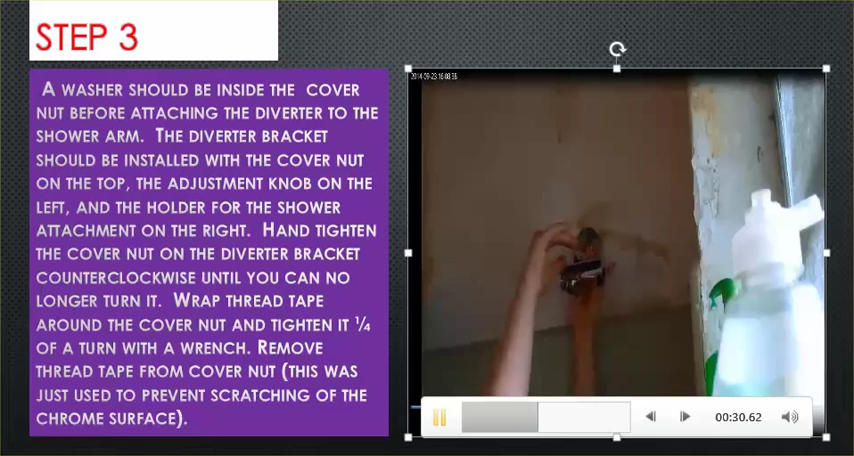 STEP 3
A WASHER SHOULD BE INSIDE THE COVER
NUT BEFORE ATTACHING THE DIVERTER TO THE
SHOWER ARM. THE DIVERTER BRACKET
SHOULD BE INSTALLED WITH THE COVER NUT
ON THE TOP, THE ADJUSTMENT KNOB ON THE
LEFT, AND THE HOLDER FOR THE SHOWER
ATTACHMENT ON THE RIGHT. HAND TIGHTEN
THE COVER NUT ON THE DIVERTER BRACKET
COUNTERCLOCKWISE UNTIL YOU CAN NO
LONGER TURN IT. WRAP THREAD TAPE
AROUND THE COVER NUT AND TIGHTEN IT ¼
OF A TURN WITH A WRENCH. REMOVE
THREAD TAPE FROM COVER NUT (THIS WAS
JUST USED TO PREVENT SCRATCHING OF THE
CHROME SURFACE).
00:30.62